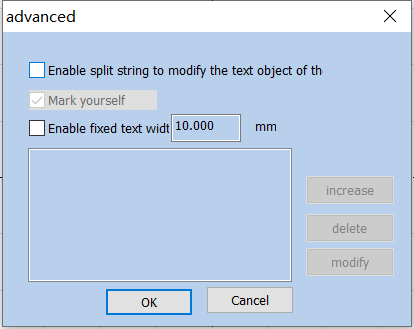 advanced
Enable split string to modify the text object of the
Mark yourself
Enable fixed text widt 10.000 mm
increase
delete
modify
OK Cancel